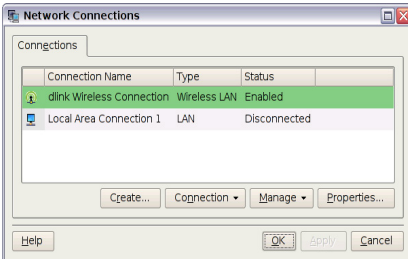 Network Connections
Connections
Connection Name Type Status
dlink Wireless Connection Wireless LAN Enabled
Local Area Connection 1 LAN Disconnected
Create... Connection Manage Properties...
Help OK Apply Cancel